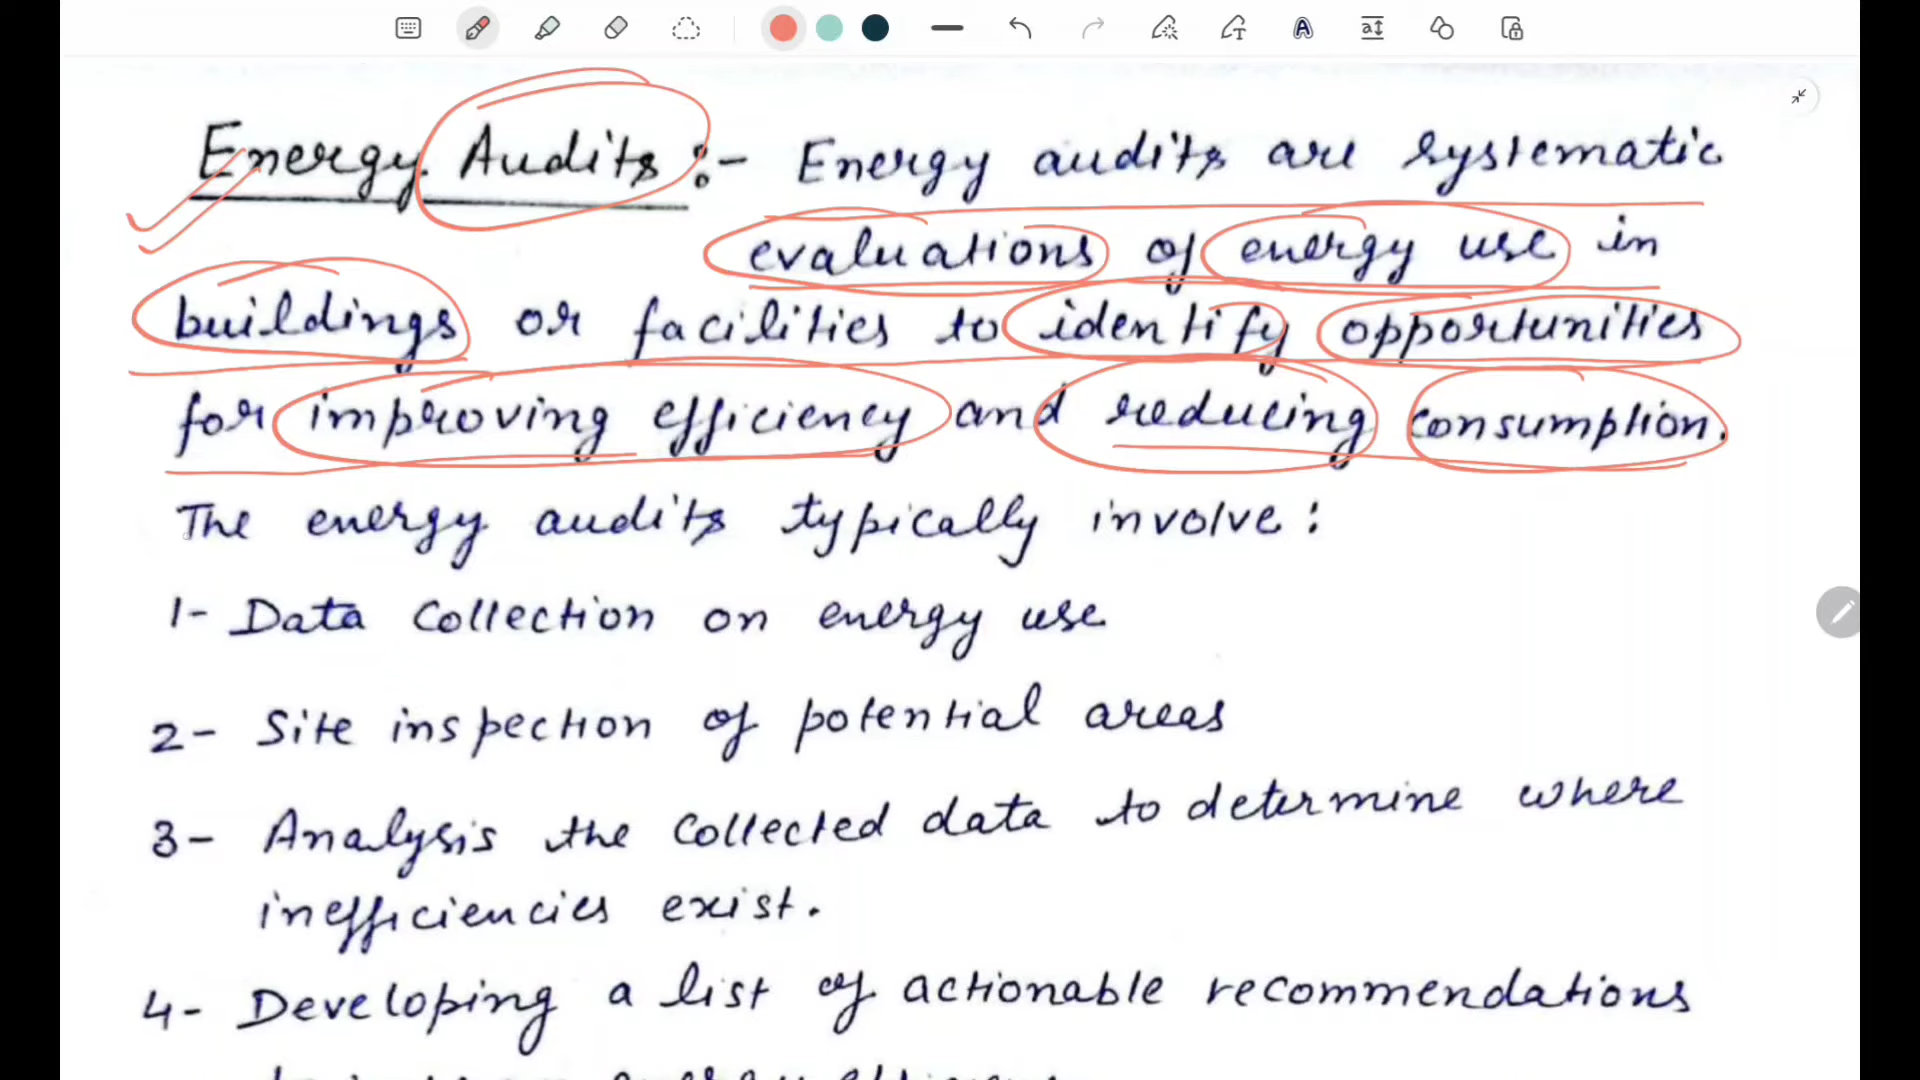 Energy Audits :- Energy audits are systematic
evaluations of energy use in
buildings or facilities to identify opportunities
for improving efficiency and reducing consumption.
The energy audits typically involve :
1- Data Collection on energy use
2- Site inspection of potential areas
3- Analysis the collected data to determine where
inefficiencies exist.
4- Developing a list of actionable recommendations